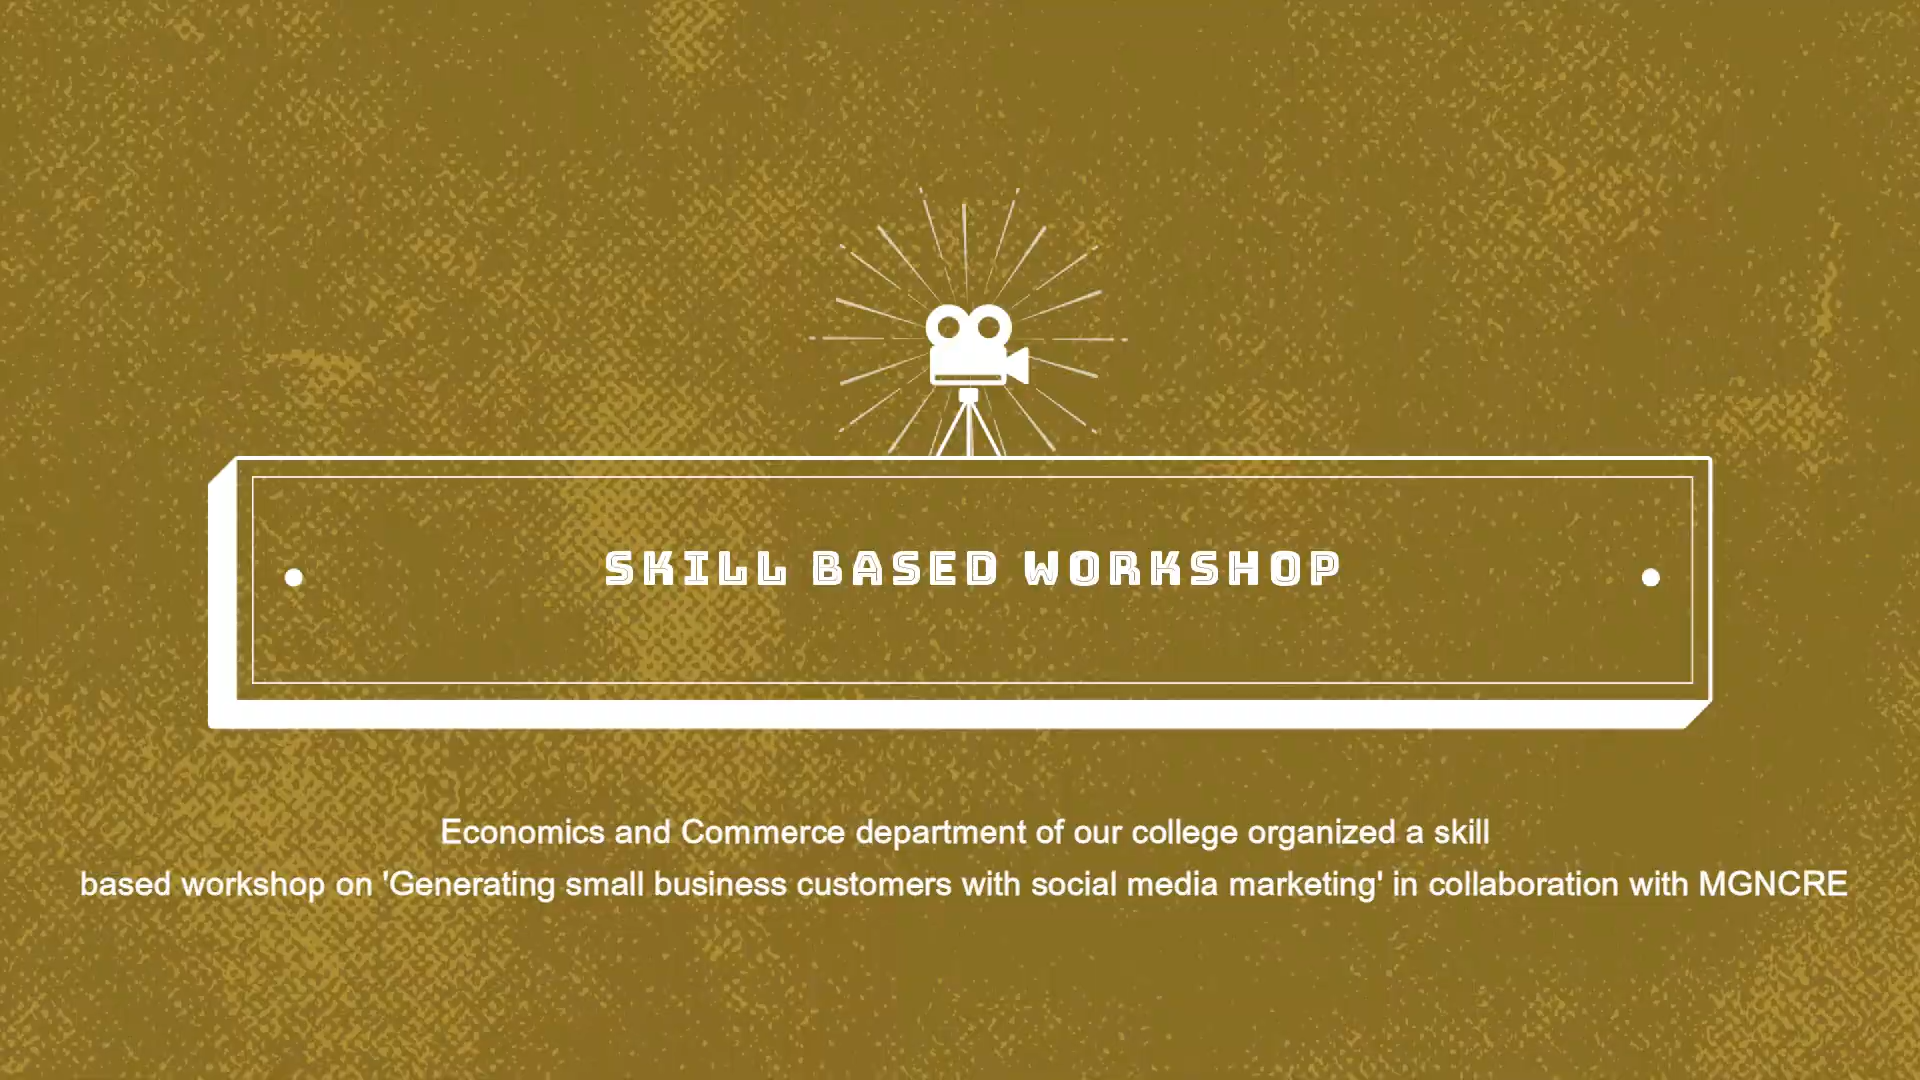 SKILL BASED WORKSHOP
Economics and Commerce department of our college organized a skill
based workshop on 'Generating small business customers with social media marketing' in collaboration with MGNCRE